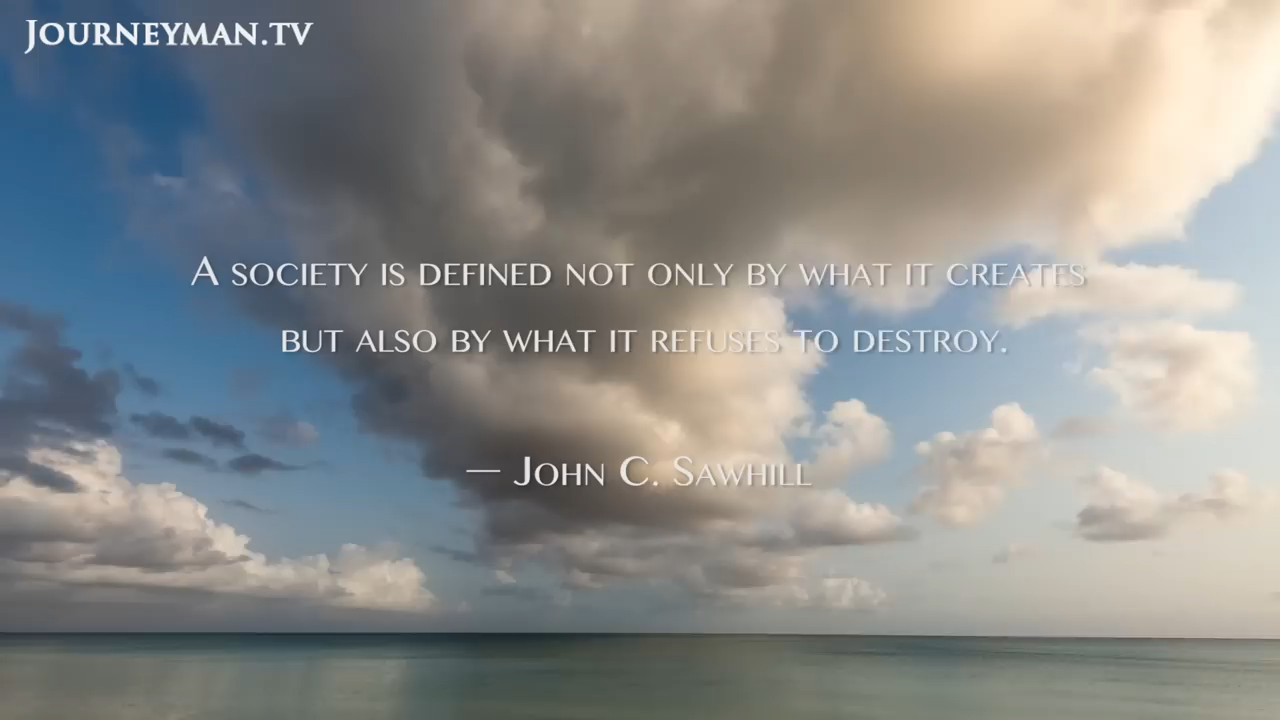 Journeyman.tv
A society is defined not only by what it creates
but also by what it refuses to destroy.
— John C. Sawhill